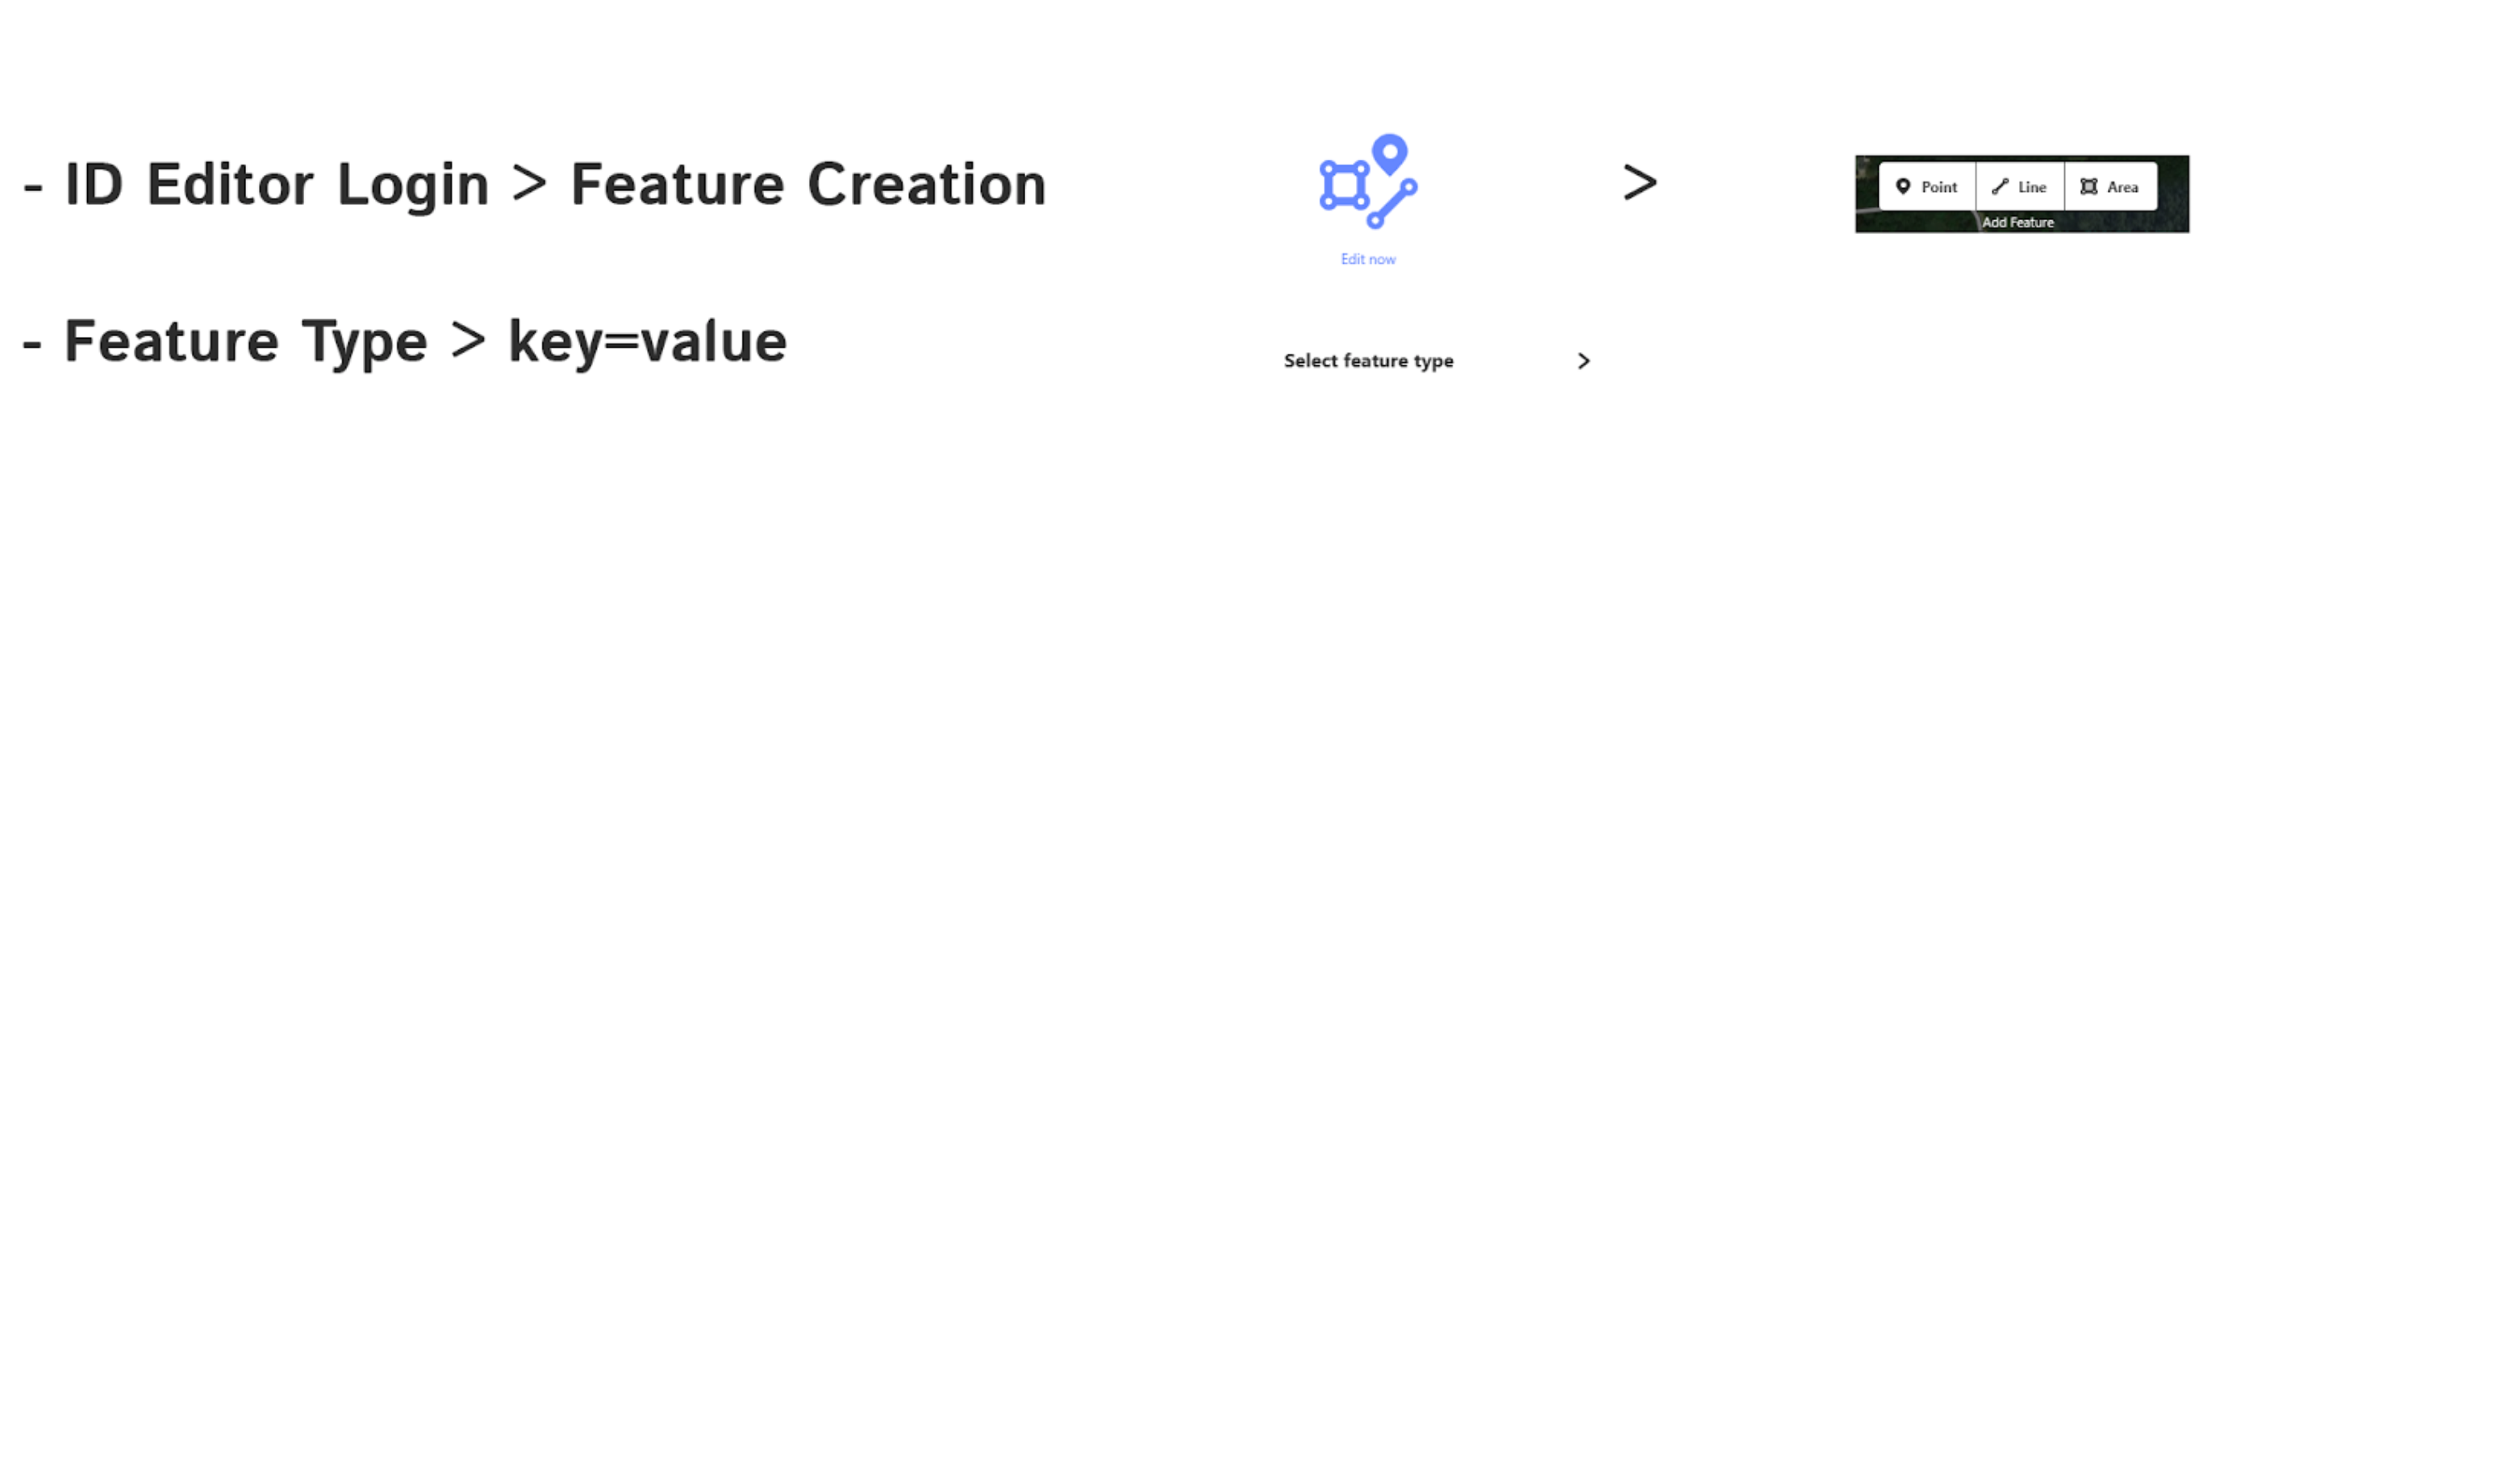 - ID Editor Login > Feature Creation
>
Point Line Area
Add Feature
Edit now
- Feature Type > key=value
Select feature type >